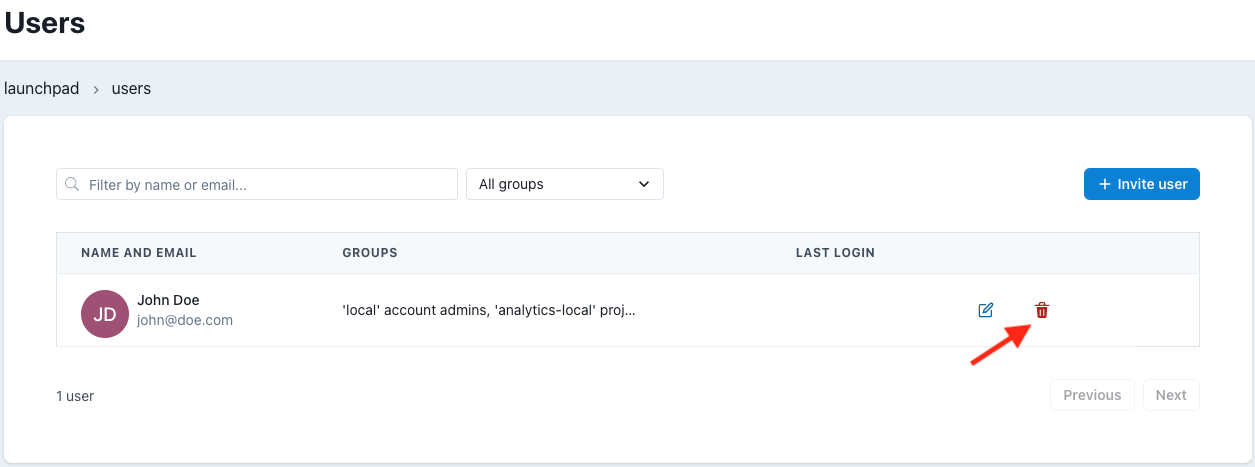 Users
launchpad > users
Filter by name or email...
All groups
+ Invite user
NAME AND EMAIL GROUPS LAST LOGIN
JD
John Doe
john@doe.com
'local' account admins, 'analytics-local' proj...
1 user
Previous Next